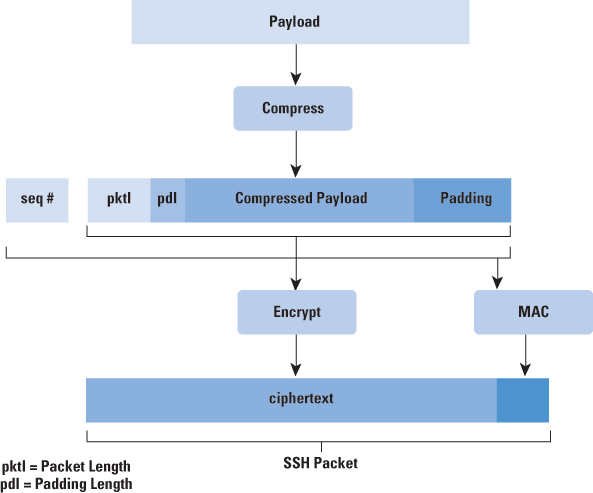 Payload
Compress
seq # pktl pdl Compressed Payload Padding
Encrypt MAC
ciphertext
SSH Packet
pktl = Packet Length
pdl = Padding Length